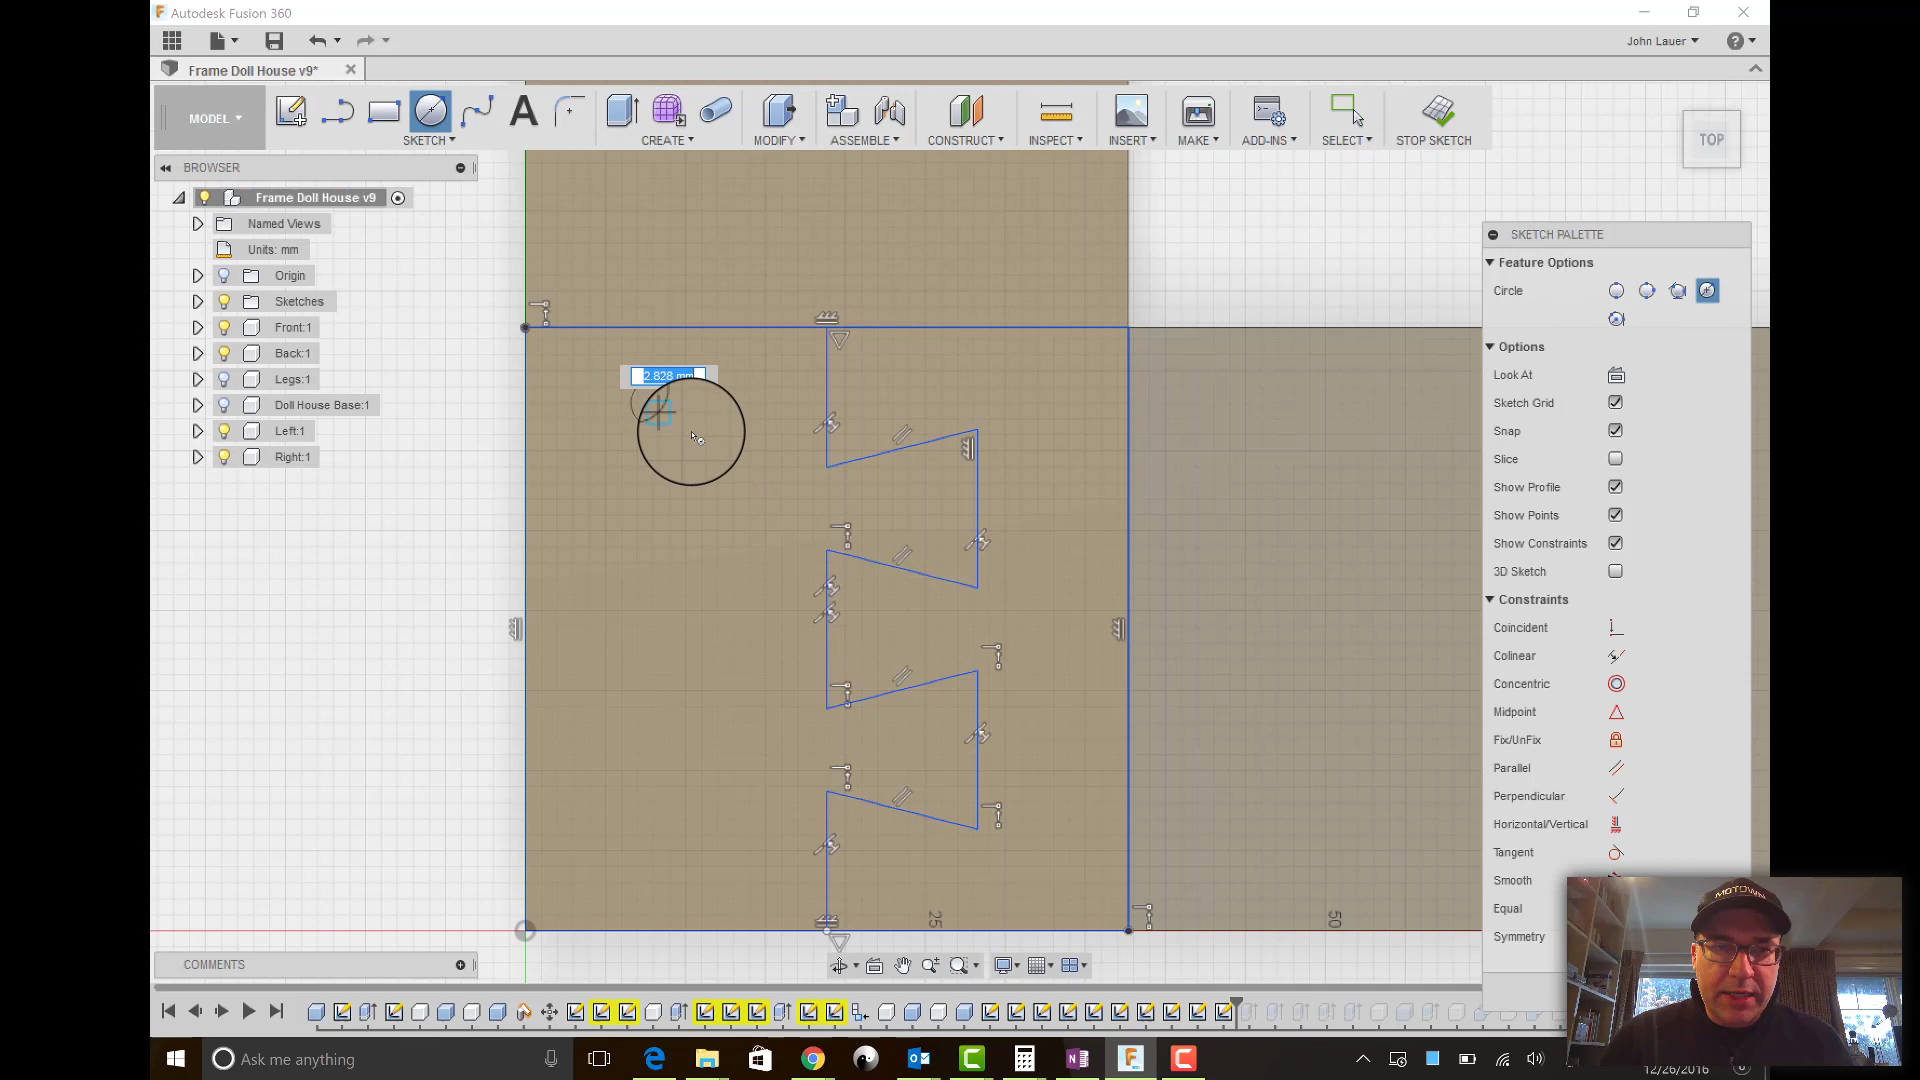 Autodesk Fusion 360
John Lauer
Frame Doll House v9*
MODEL
SKETCH
CREATE
MODIFY
ASSEMBLE
CONSTRUCT
INSPECT
INSERT
MAKE
ADD-INS
SELECT
STOP SKETCH
TOP
BROWSER
Frame Doll House v9
Named Views
Units: mm
Origin
Sketches
Front:1
Back:1
Legs:1
Doll House Base:1
Left:1
Right:1
2.828 mm
25
50
SKETCH PALETTE
Feature Options
Circle
Options
Look At
Sketch Grid
Snap
Slice
Show Profile
Show Points
Show Constraints
3D Sketch
Constraints
Coincident
Colinear
Concentric
Midpoint
Fix/UnFix
Parallel
Perpendicular
Horizontal/Vertical
Tangent
Smooth
Equal
Symmetry
MOTOWN
COMMENTS
Ask me anything
12/26/2016